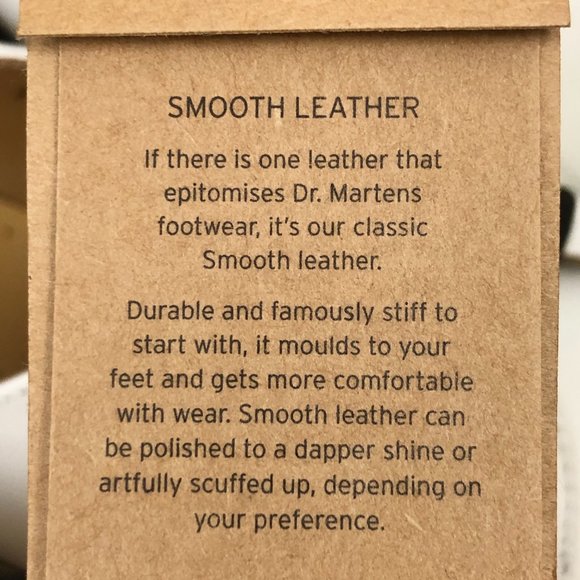 SMOOTH LEATHER
If there is one leather that
epitomises Dr. Martens
footwear, it's our classic
Smooth leather.
Durable and famously stiff to
start with, it moulds to your
feet and gets more comfortable
with wear. Smooth leather can
be polished to a dapper shine or
artfully scuffed up, depending on
your preference.